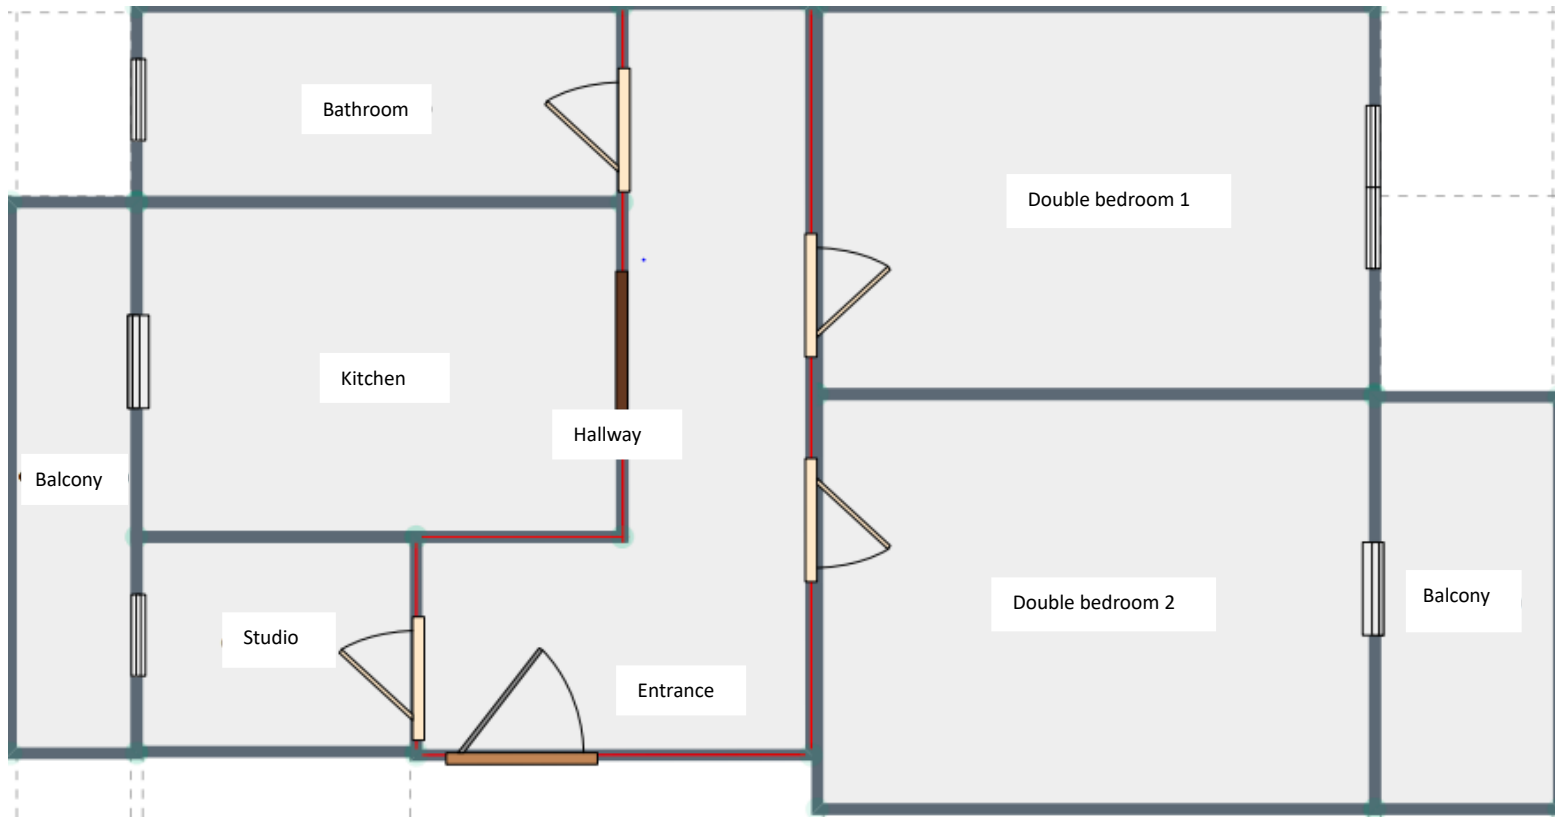 Bathroom
Double bedroom 1
Kitchen
Hallway
Balcony
Studio
Double bedroom 2
Balcony
Entrance